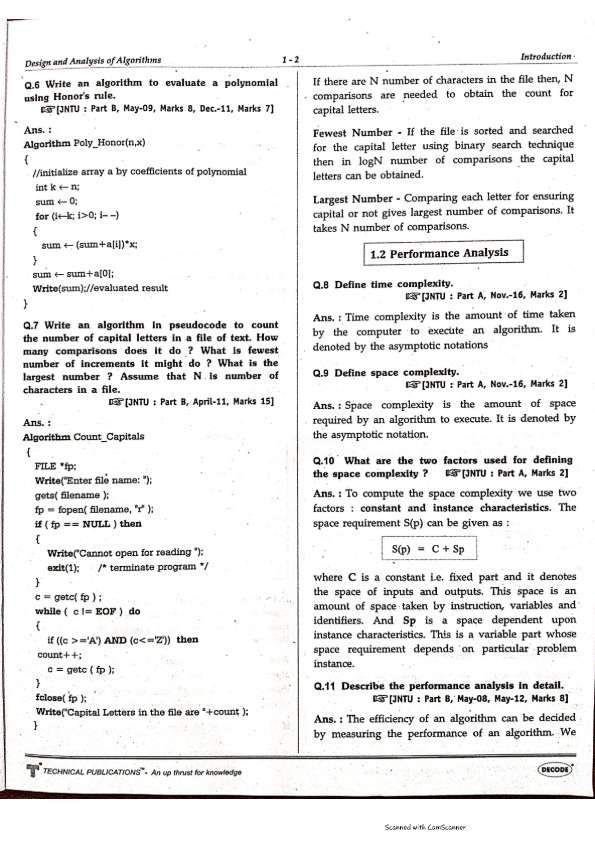 Design and Analysis of Algorithms
1 - 2
Introduction
Q.6 Write an algorithm to evaluate a polynomial
using Honor's rule.
☞[JNTU : Part B, May-09, Marks 8, Dec.-11, Marks 7]
Ans. :
Algorithm Poly_Honor(n,x)
{
//initialize array a by coefficients of polynomial
int k ← n;
sum ← 0;
for (i←k; i>0; i- -)
{
sum ← (sum+a[i])*x;
}
sum ← sum+a[0];
Write(sum);//evaluated result
}
Q.7 Write an algorithm in pseudocode to count
the number of capital letters in a file of text. How
many comparisons does it do ? What is fewest
number of increments it might do ? What is the
largest number ? Assume that N is number of
characters in a file.
☞[JNTU : Part B, April-11, Marks 15]
Ans. :
Algorithm Count_Capitals
{
FILE *fp;
Write("Enter file name: ");
gets( filename );
fp = fopen( filename, "r" );
if ( fp == NULL ) then
{
Write("Cannot open for reading ");
exit(1); /* terminate program */
}
c = getc( fp ) ;
while ( c != EOF ) do
{
if ((c >='A') AND (c<='Z')) then
count++;
c = getc ( fp );
}
fclose( fp );
Write("Capital Letters in the file are "+count );
}
If there are N number of characters in the file then, N
comparisons are needed to obtain the count for
capital letters.
Fewest Number - If the file is sorted and searched
for the capital letter using binary search technique
then in logN number of comparisons the capital
letters can be obtained.
Largest Number - Comparing each letter for ensuring
capital or not gives largest number of comparisons. It
takes N number of comparisons.
1.2 Performance Analysis
Q.8 Define time complexity.
☞[JNTU : Part A, Nov.-16, Marks 2]
Ans. : Time complexity is the amount of time taken
by the computer to execute an algorithm. It is
denoted by the asymptotic notations
Q.9 Define space complexity.
☞[JNTU : Part A, Nov.-16, Marks 2]
Ans. : Space complexity is the amount of space
required by an algorithm to execute. It is denoted by
the asymptotic notation.
Q.10 What are the two factors used for defining
the space complexity ? ☞[JNTU : Part A, Marks 2]
Ans. : To compute the space complexity we use two
factors : constant and instance characteristics. The
space requirement S(p) can be given as :
S(p) = C + Sp
where C is a constant i.e. fixed part and it denotes
the space of inputs and outputs. This space is an
amount of space taken by instruction, variables and
identifiers. And Sp is a space dependent upon
instance characteristics. This is a variable part whose
space requirement depends on particular problem
instance.
Q.11 Describe the performance analysis in detail.
☞[JNTU : Part B, May-08, May-12, Marks 8]
Ans. : The efficiency of an algorithm can be decided
by measuring the performance of an algorithm. We
TECHNICAL PUBLICATIONS™- An up thrust for knowledge
DECODE
Scanned with CamScanner